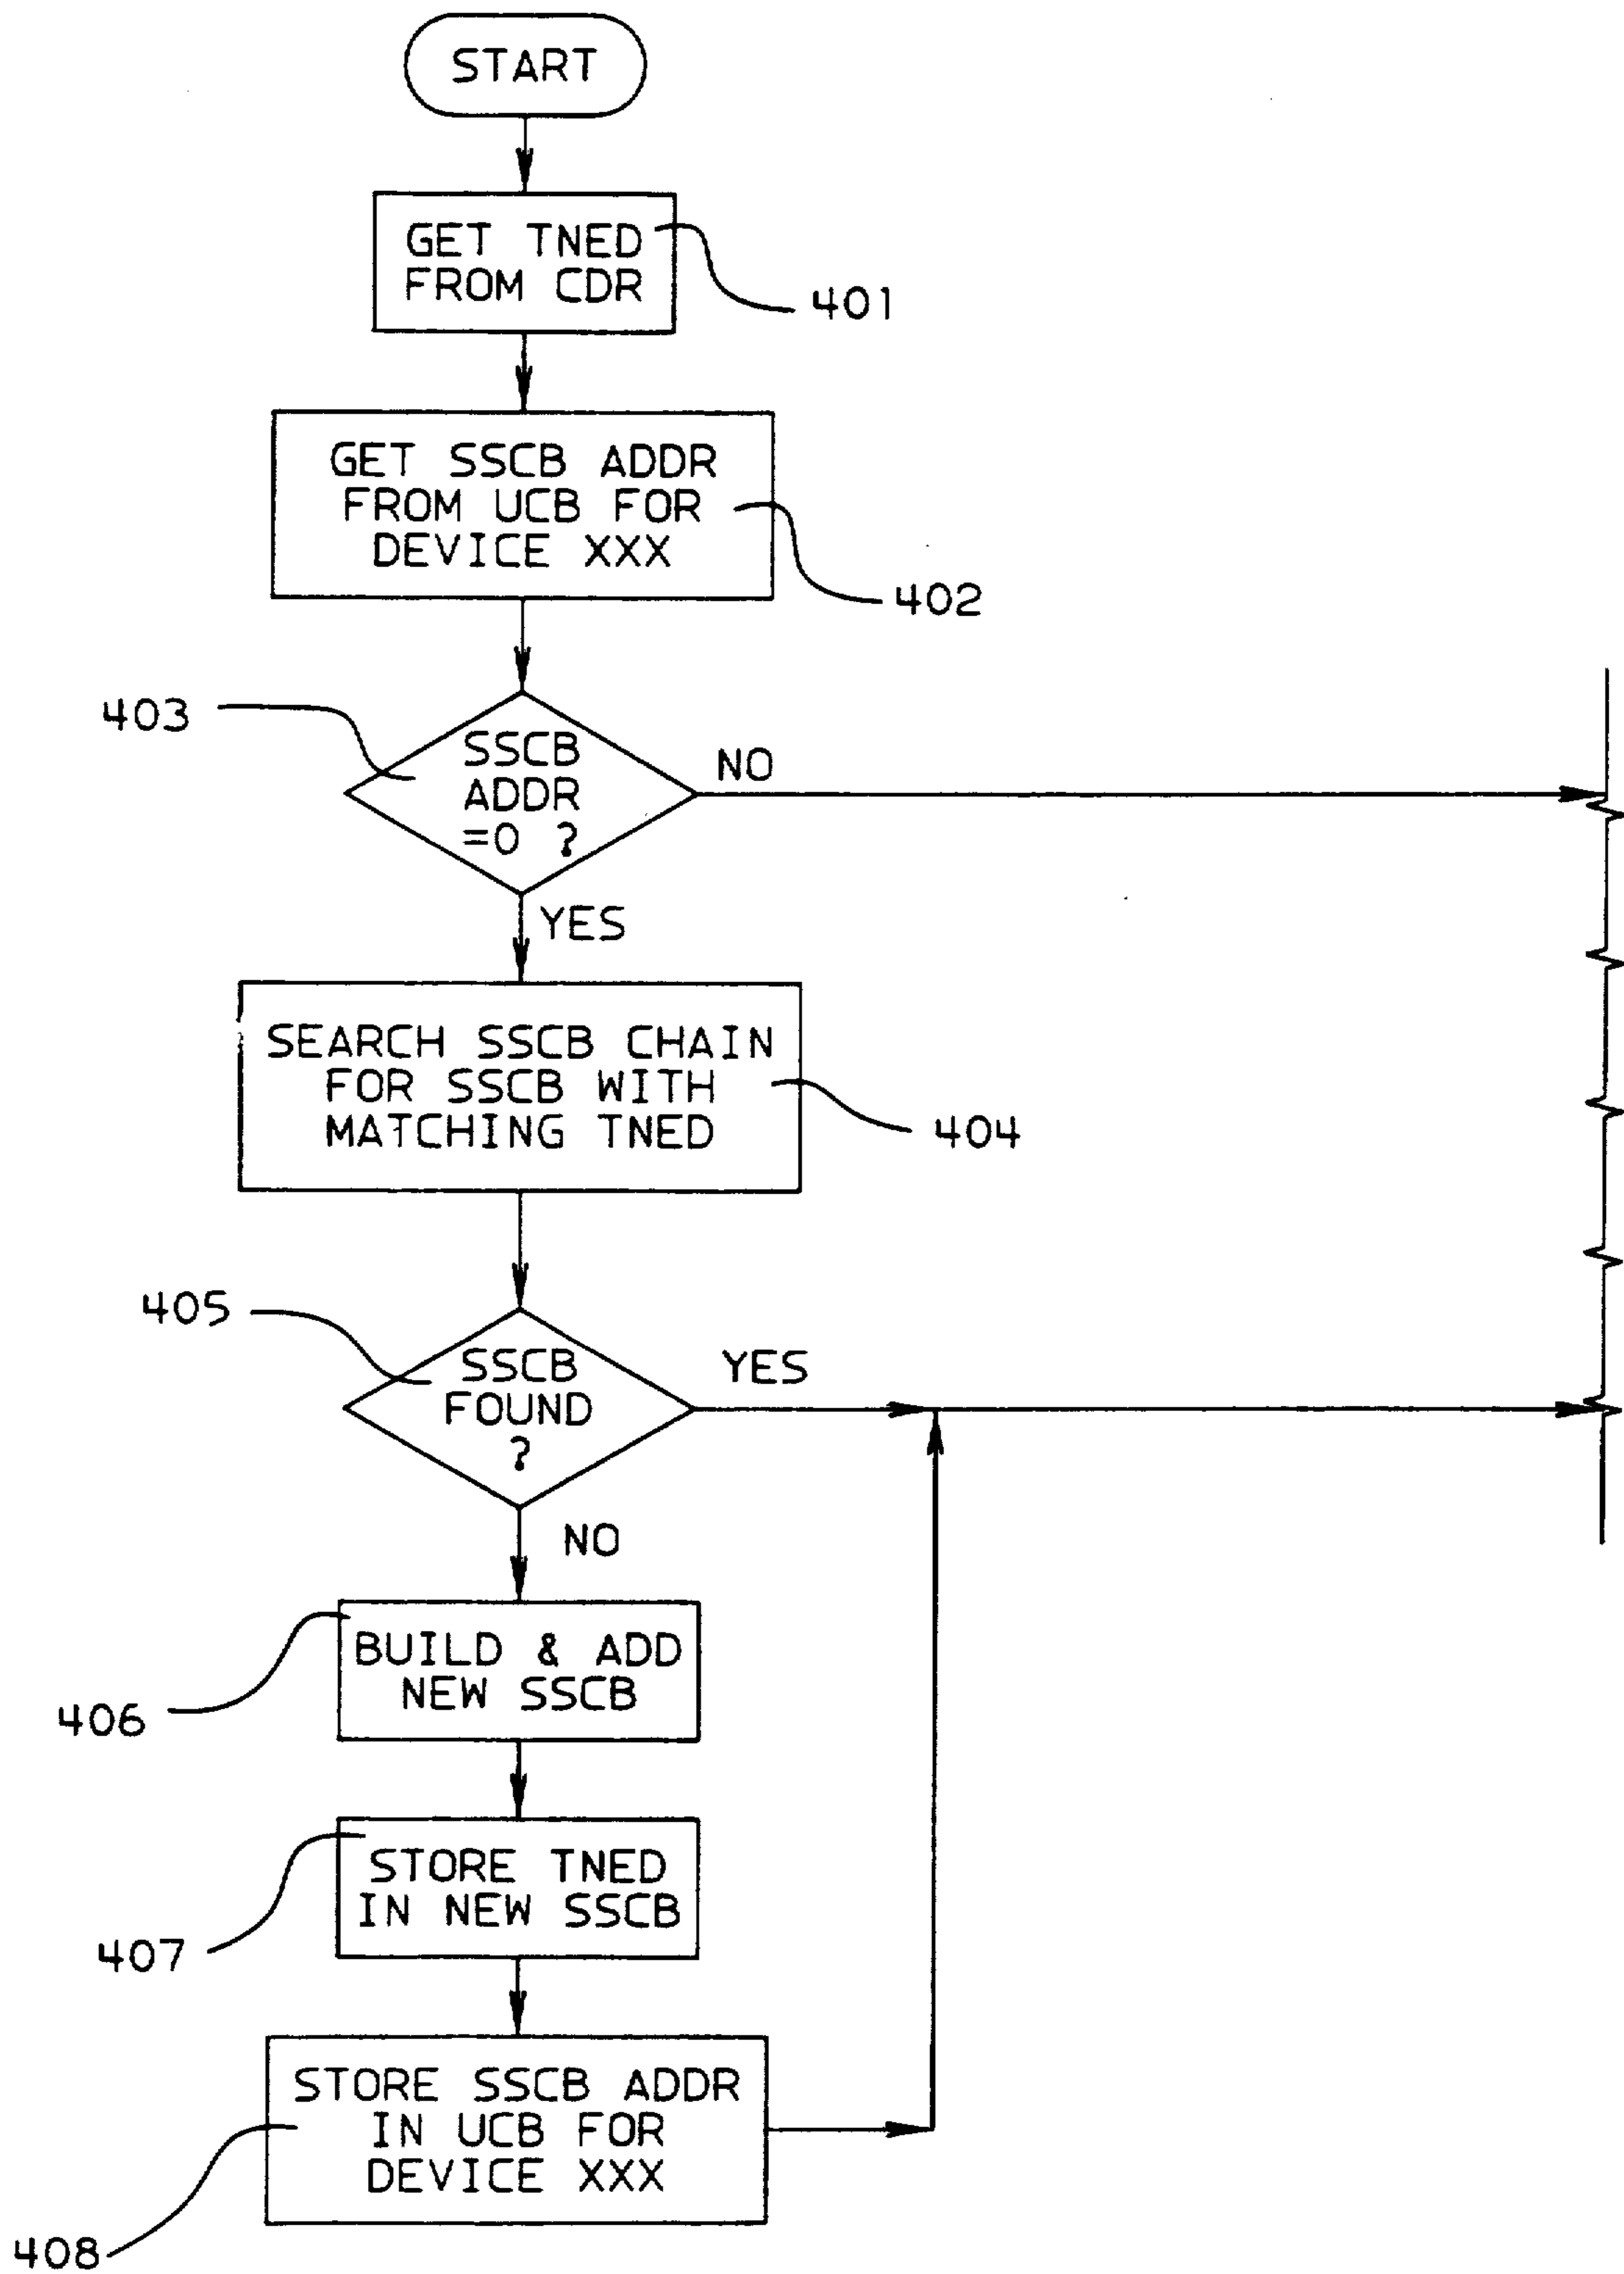 START
GET TNED
FROM CDR
401
GET SSCB ADDR
FROM UCB FOR
DEVICE XXX
402
403
SSCB
ADDR
=0 ?
NO
YES
SEARCH SSCB CHAIN
FOR SSCB WITH
MATCHING TNED
404
405
SSCB
FOUND
?
YES
NO
BUILD & ADD
NEW SSCB
406
STORE TNED
IN NEW SSCB
407
STORE SSCB ADDR
IN UCB FOR
DEVICE XXX
408